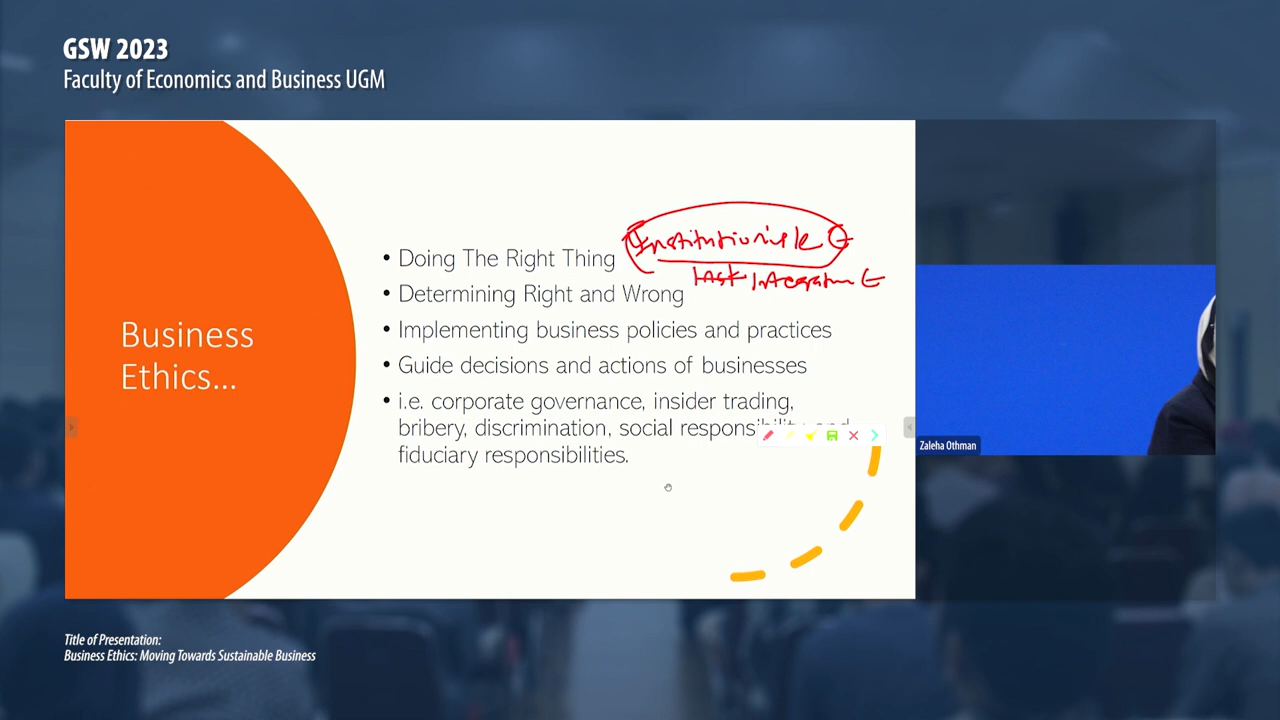 GSW 2023
Faculty of Economics and Business UGM
Business
Ethics...
• Doing The Right Thing
• Determining Right and Wrong
• Implementing business policies and practices
• Guide decisions and actions of businesses
• i.e. corporate governance, insider trading,
bribery, discrimination, social responsibility, and
fiduciary responsibilities.
Zaleha Othman
Title of Presentation:
Business Ethics: Moving Towards Sustainable Business